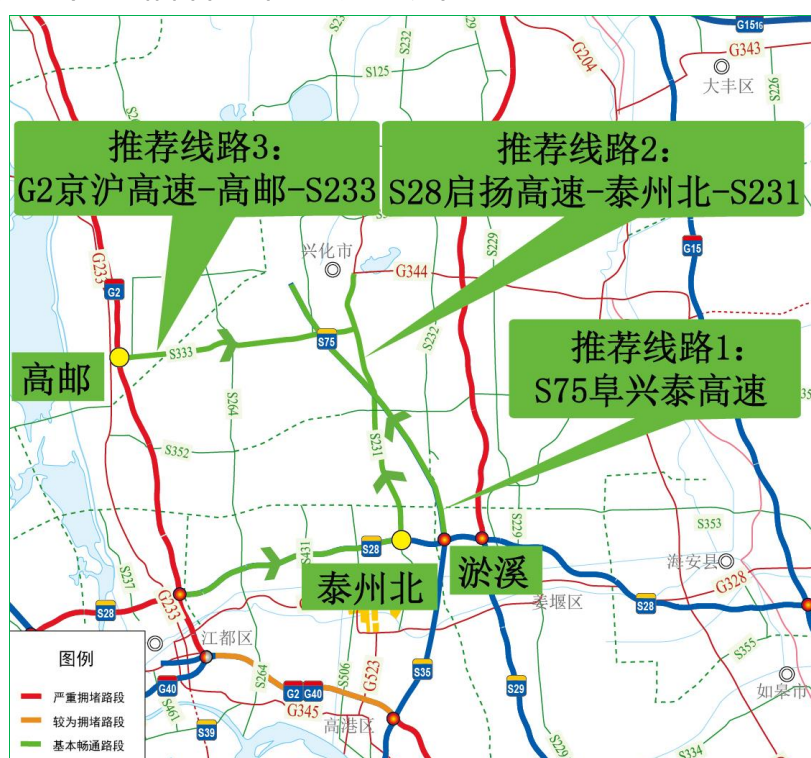 G1516
S232
G343
G204
大丰区
S125
S226
推荐线路3：
G2京沪高速-高邮-S233
推荐线路2：
S28启扬高速-泰州北-S231
兴化市
G344
S229
G15
G233
G2
S232
S75
S333
高邮
推荐线路1：
S75阜兴泰高速
S264
S352
S231
S353
S229
S431
S28
泰州北
淤溪
海安县
G328
S237
S28
G233
姜堰区
S28
江都区
S355
图例
S264
S506
G523
S35
G40
G2
G40
G345
S29
如皋市
严重拥堵路段
S461
高港区
较为拥堵路段
S39
S229
S334
基本畅通路段